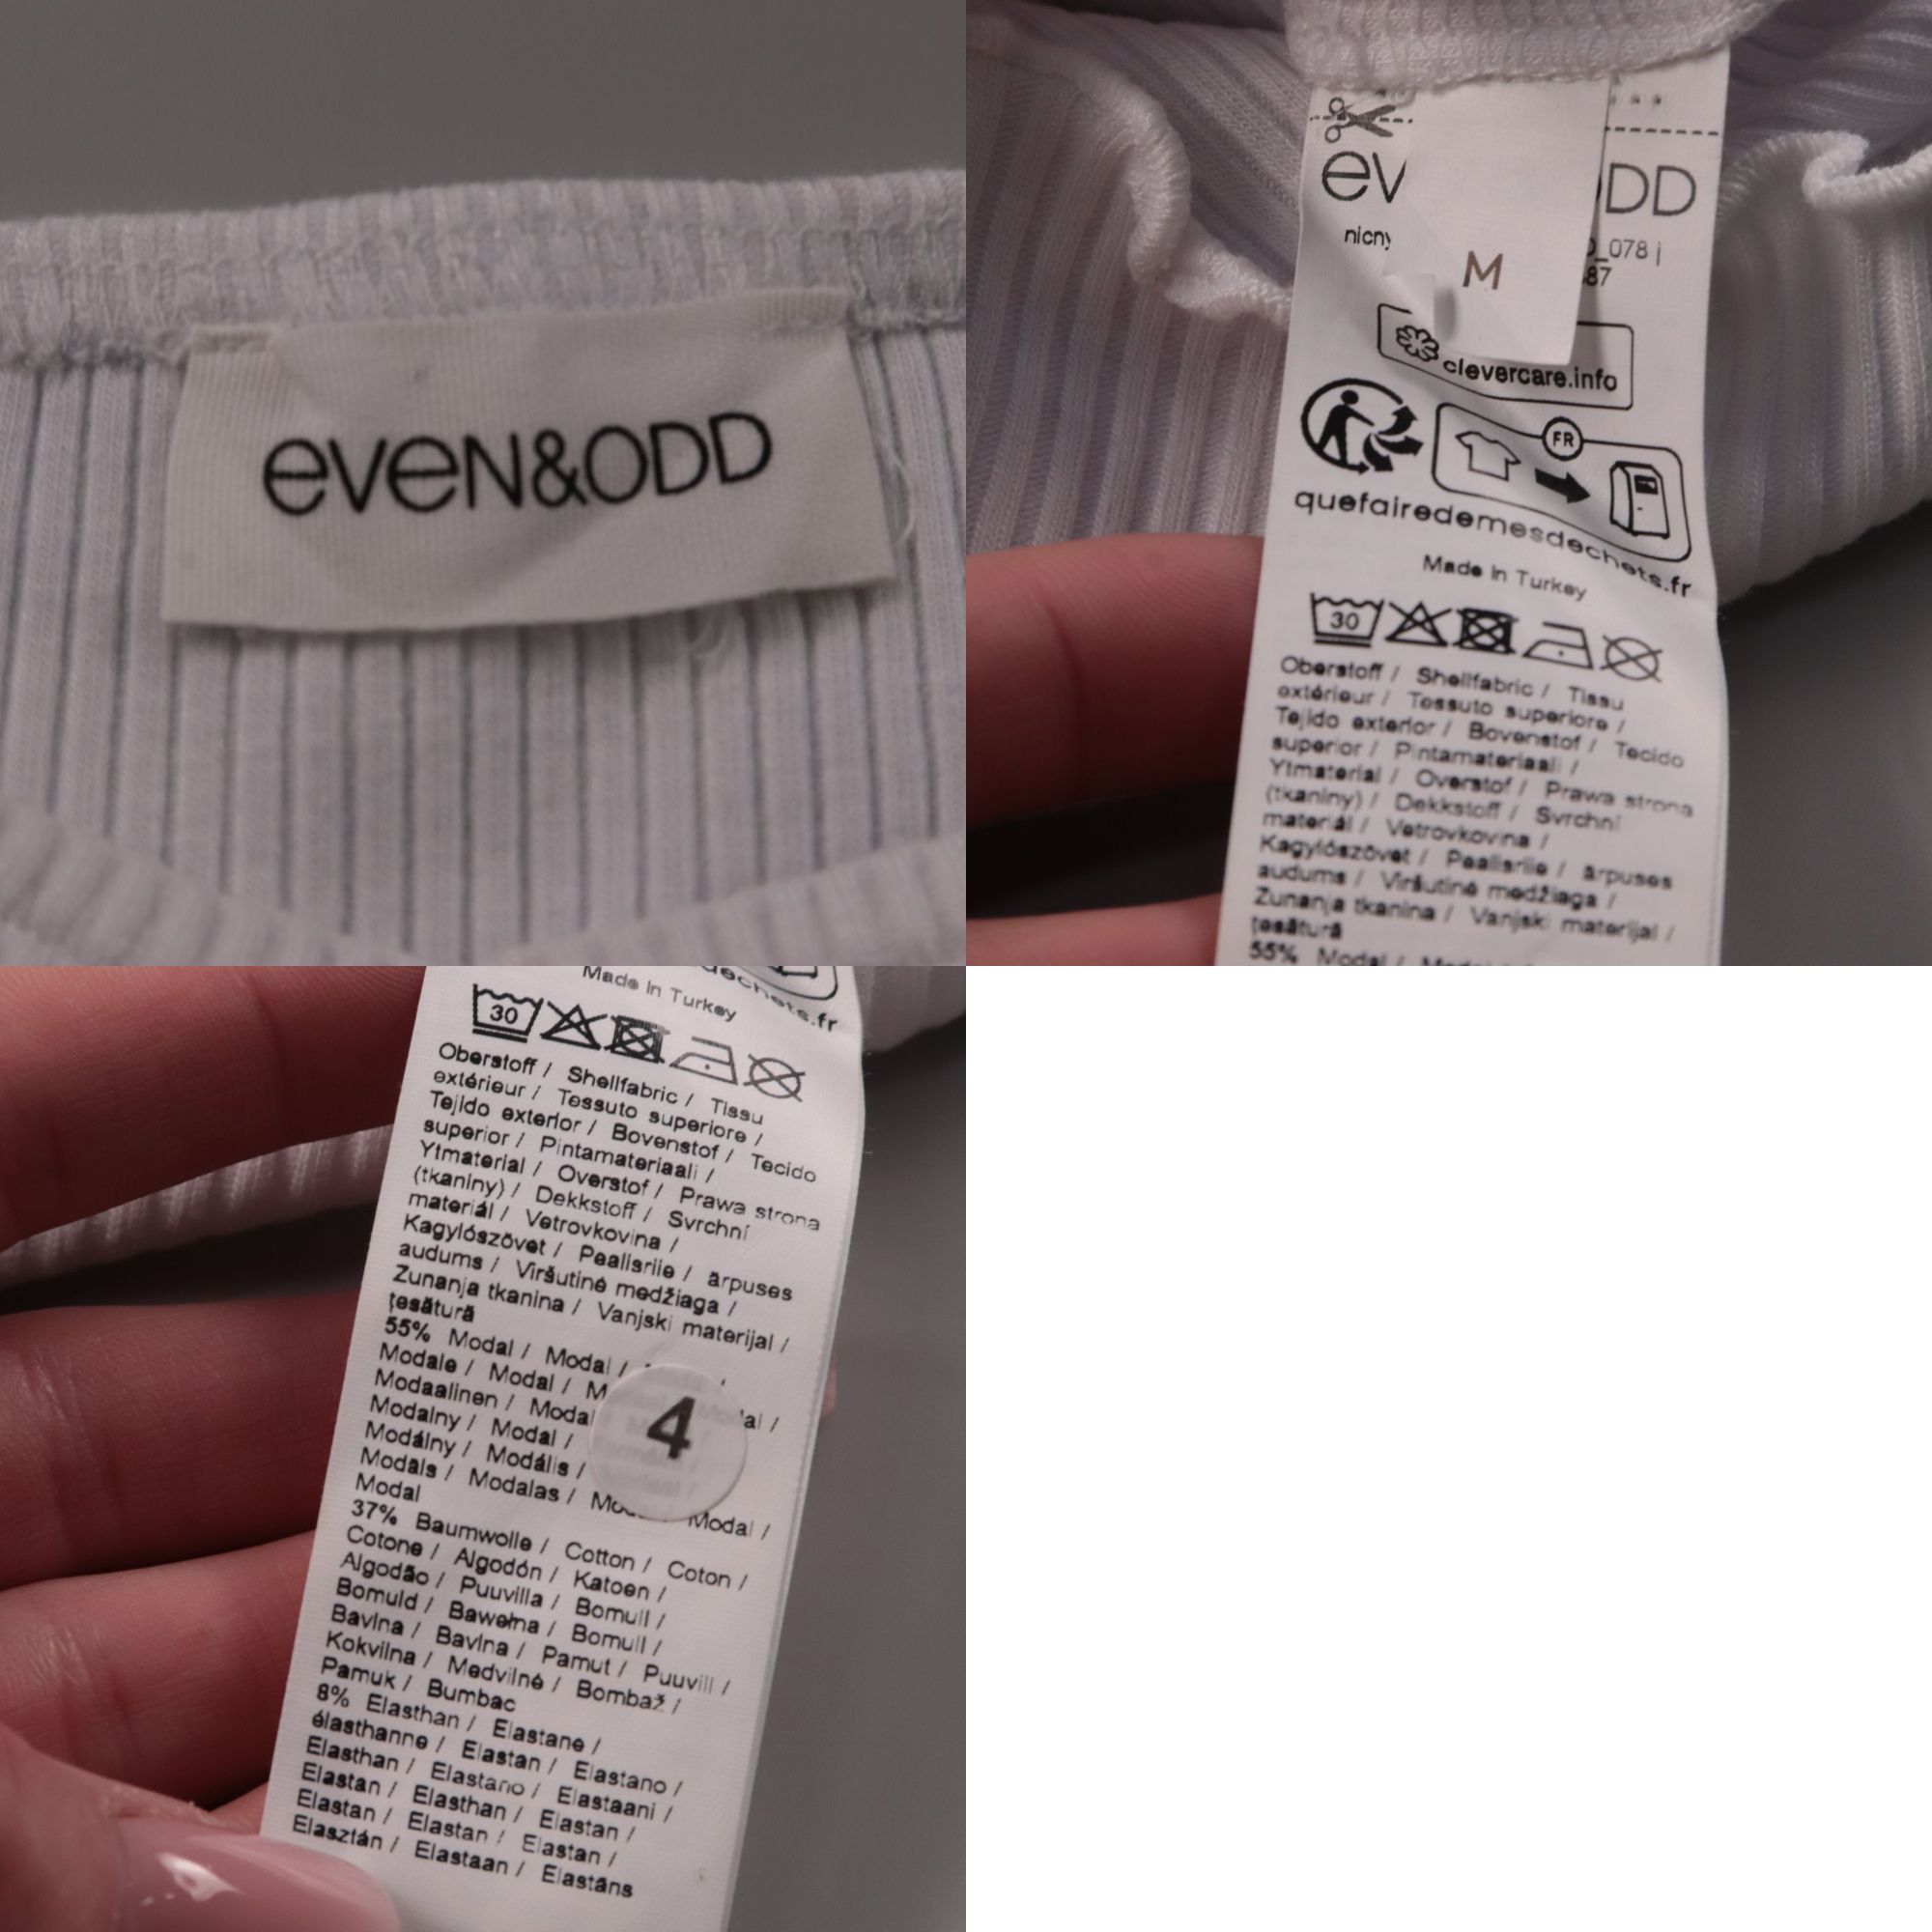 EVEN&ODD
M
ev
DD
nicny
_078 j
87
clevercare.info
FR
quefairedemesdechets.fr
Made in Turkey
30
Oberstoff / Shellfabric / Tissu
extérieur / Tessuto superiore /
Tejido exterior / Bovenstof / Tecido
superior / Pintamateriaali /
Ytmaterial / Overstof / Prawa strona
(tkaniny) / Dekkstoff / Svrchní
materiál / Vetrovkovina /
Kagylószövet / Pealisriie / ārpuses
audums / Viršutinė medžiaga /
Zunanja tkanina / Vanjski materijal /
țesătură
55% Modal
dechets.fr
Made in Turkey
30
Oberstoff / Shellfabric / Tissu
extérieur / Tessuto superiore /
Tejido exterior / Bovenstof / Tecido
superior / Pintamateriaali /
Ytmaterial / Overstof / Prawa strona
(tkaniny) / Dekkstoff / Svrchní
materiál / Vetrovkovina /
Kagylószövet / Pealisriie / ārpuses
audums / Viršutinė medžiaga /
Zunanja tkanina / Vanjski materijal /
țesătură
55% Modal / Modal /
Modale / Modal /
Modaalinen / Modal
Modalny / Modal /
Modálny / Modális /
Modāls / Modalas / Modal /
Modal
4
37% Baumwolle / Cotton / Coton /
Cotone / Algodón / Katoen /
Algodão / Puuvilla / Bomull /
Bomuld / Bawełna / Bomull /
Bavlna / Bavlna / Pamut / Puuvill /
Kokvilna / Medvilnė / Bombaž /
Pamuk / Bumbac
8% Elasthan / Elastane /
élasthanne / Elastan / Elastano /
Elasthan / Elastano / Elastaani /
Elastan / Elasthan / Elastan /
Elastan / Elastan / Elastan /
Elasztán / Elastaan / Elastāns